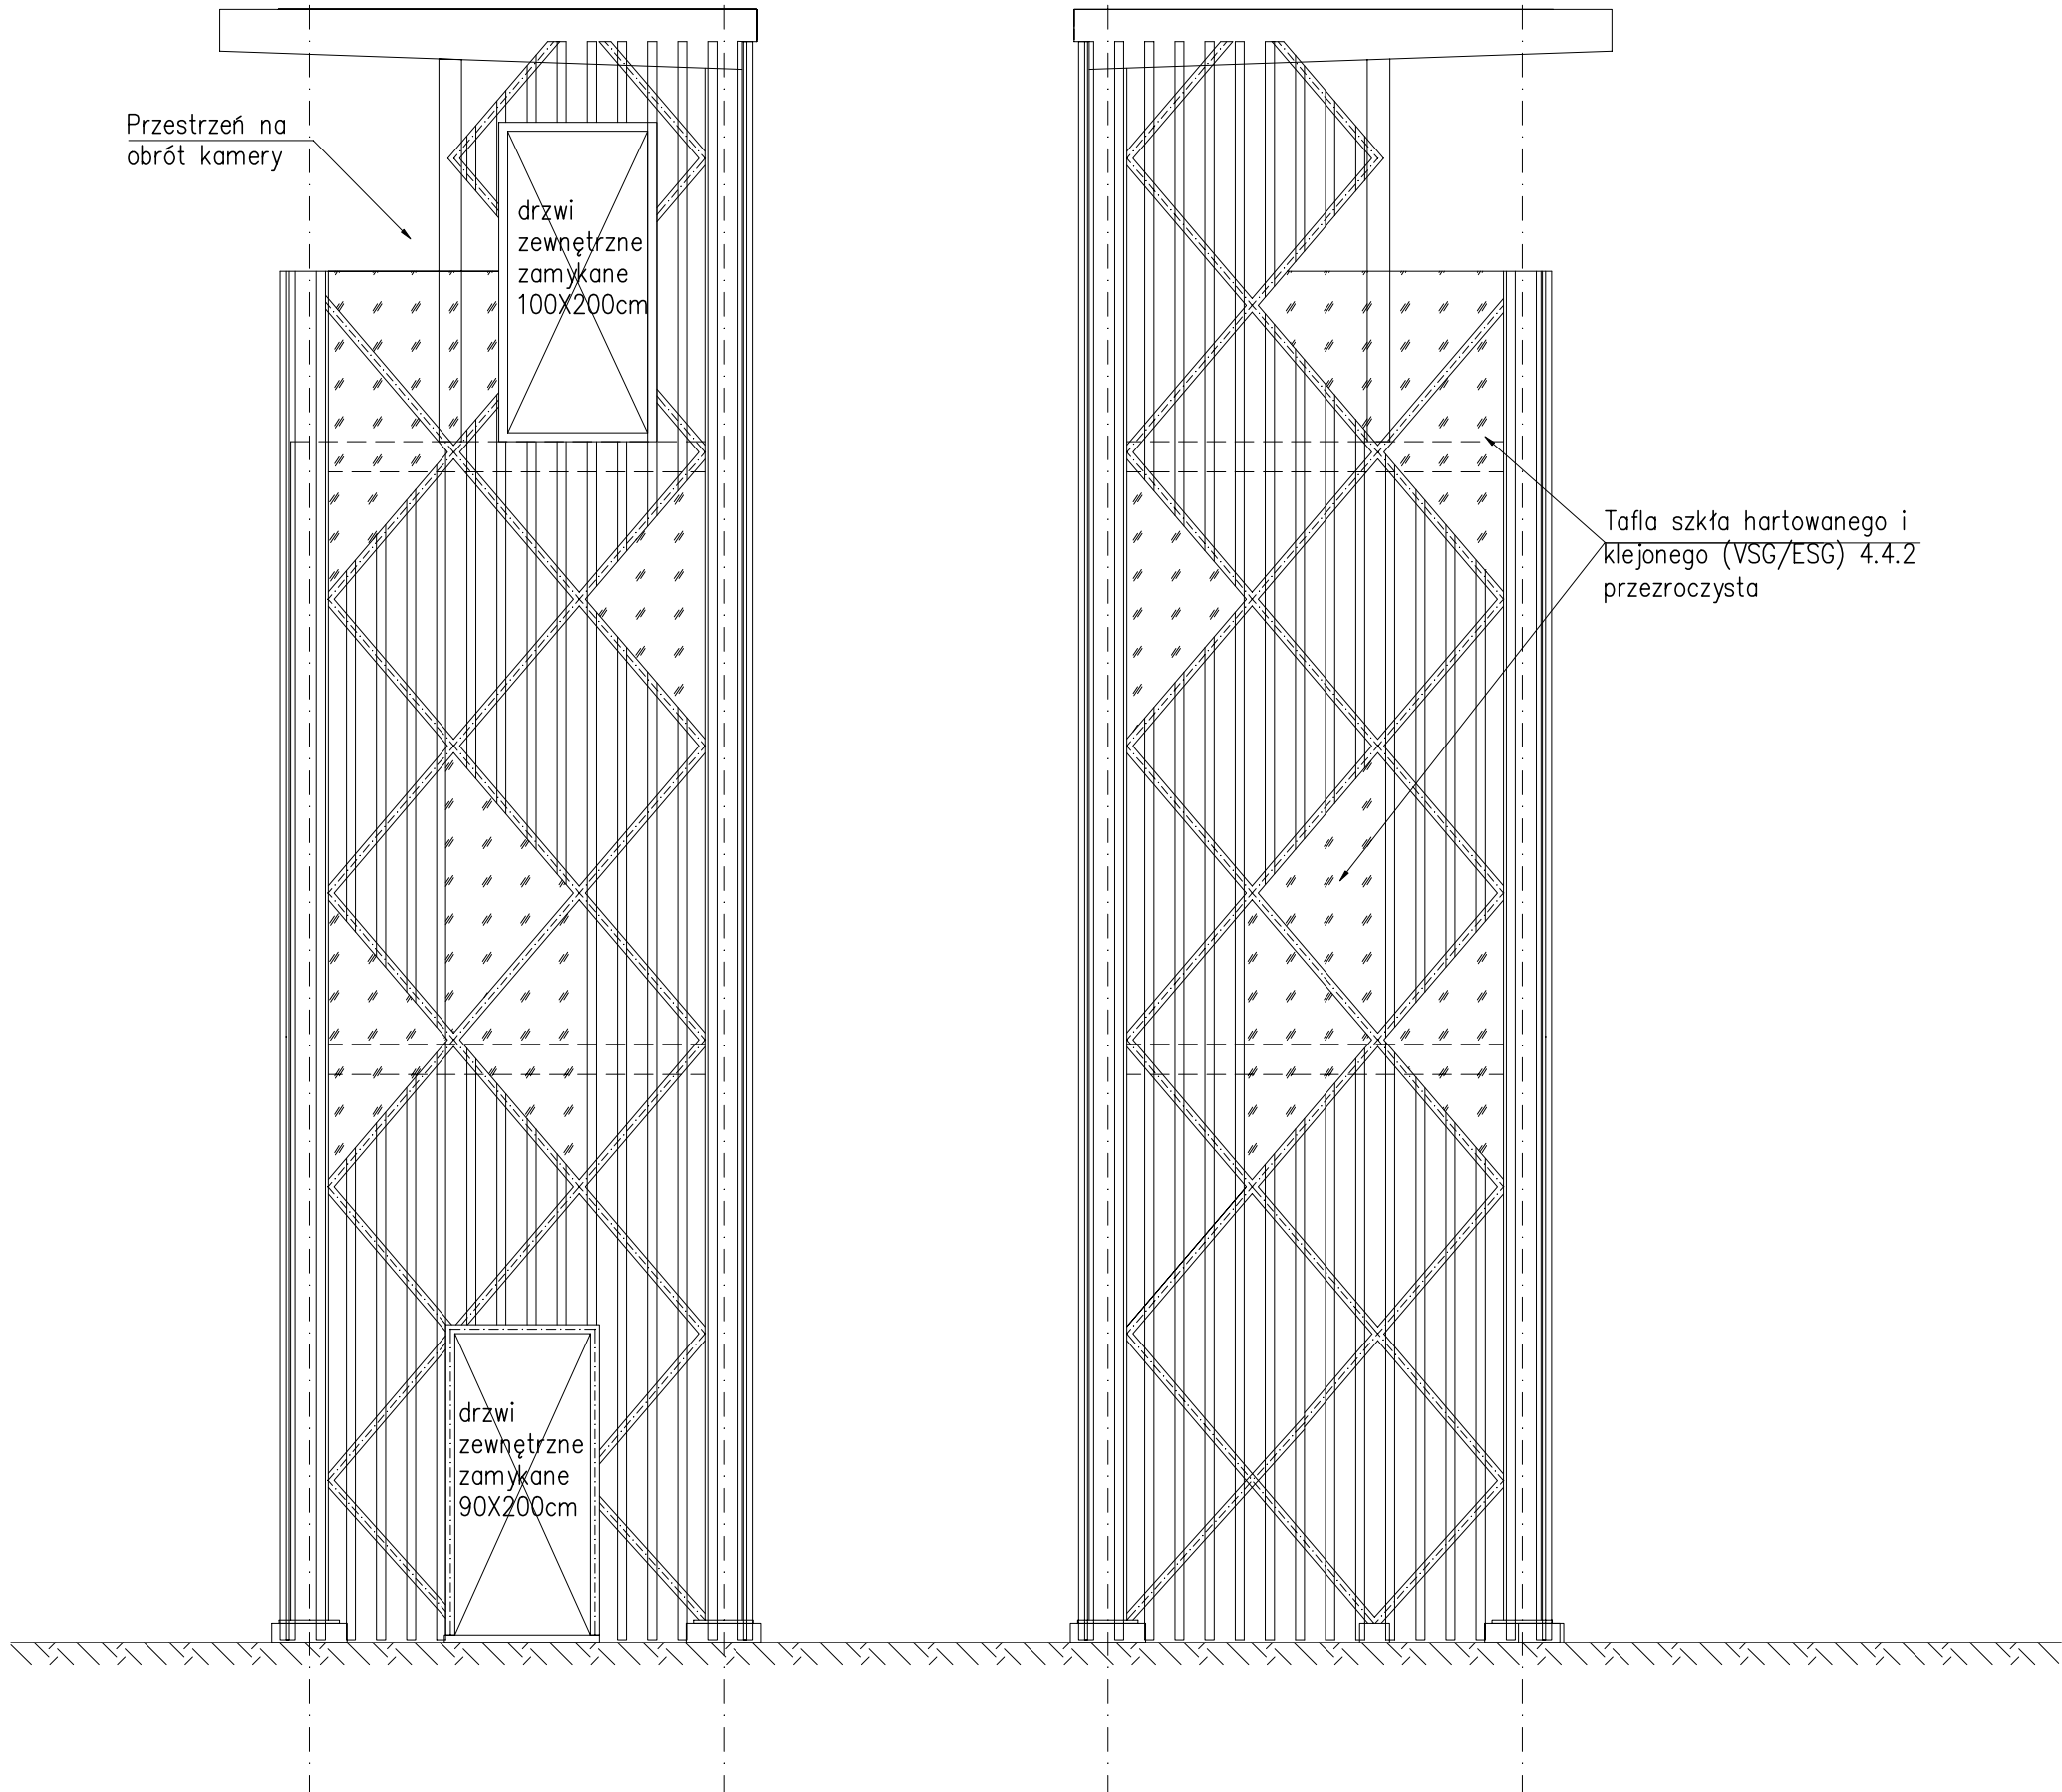 Przestrzeń na
obrót kamery
drzwi
zewnętrzne
zamykane
100X200cm
Tafla szkła hartowanego i
klejonego (VSG/ESG) 4.4.2
przezroczysta
drzwi
zewnętrzne
zamykane
90X200cm